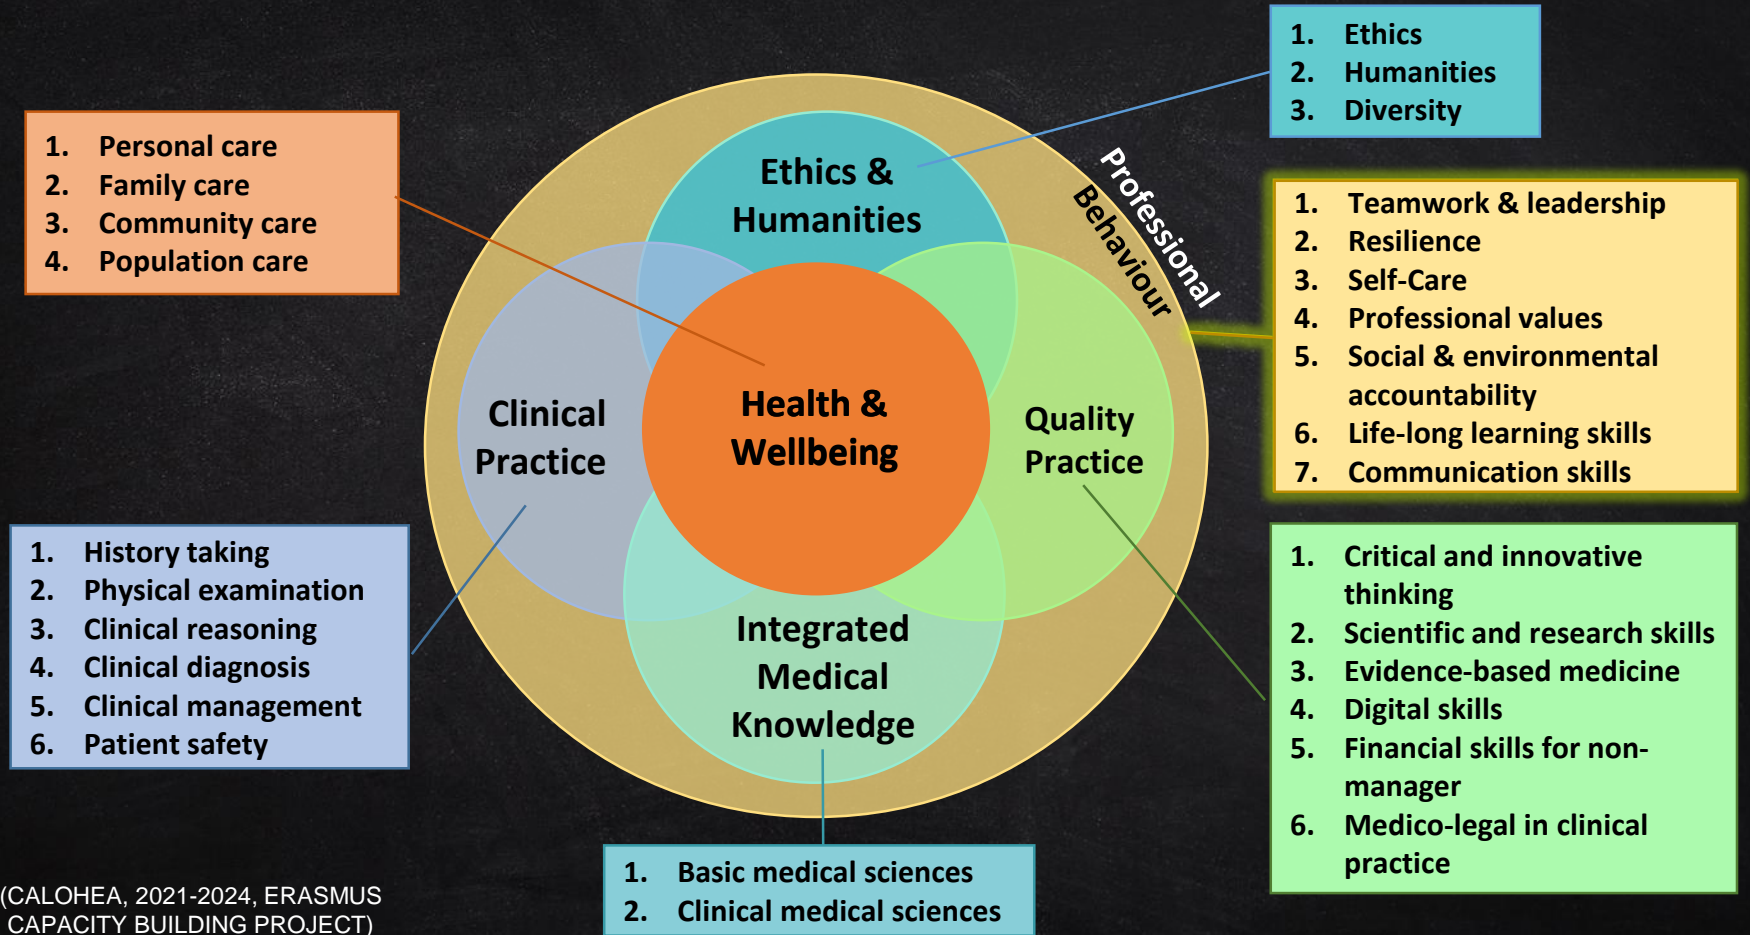 1. Ethics
2. Humanities
3. Diversity
1. Personal care
2. Family care
3. Community care
4. Population care
Ethics &
Humanities
Professional
Behaviour
1. Teamwork & leadership
2. Resilience
3. Self-Care
4. Professional values
5. Social & environmental
accountability
6. Life-long learning skills
7. Communication skills
Clinical
Practice
Health &
Wellbeing
Quality
Practice
1. History taking
2. Physical examination
3. Clinical reasoning
4. Clinical diagnosis
5. Clinical management
6. Patient safety
Integrated
Medical
Knowledge
1. Critical and innovative
thinking
2. Scientific and research skills
3. Evidence-based medicine
4. Digital skills
5. Financial skills for non-
manager
6. Medico-legal in clinical
practice
1. Basic medical sciences
2. Clinical medical sciences
(CALOHEA, 2021-2024, ERASMUS
CAPACITY BUILDING PROJECT)